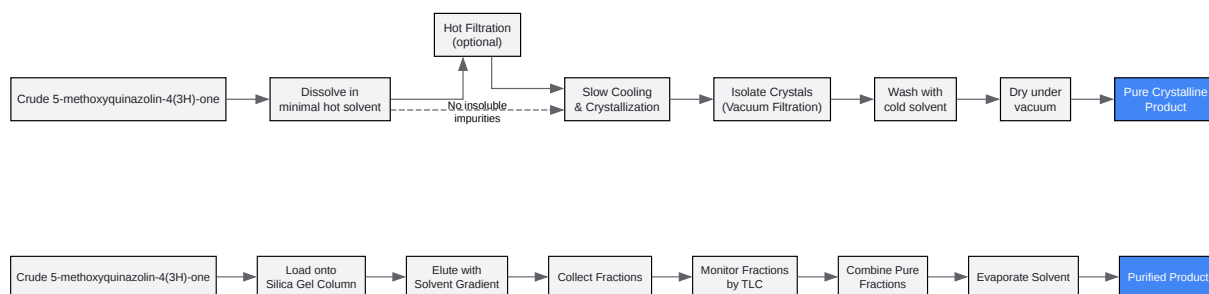 Hot Filtration
(optional)
Crude 5-methoxyquinazolin-4(3H)-one
Dissolve in
minimal hot solvent
No insoluble
impurities
Slow Cooling
& Crystallization
Isolate Crystals
(Vacuum Filtration)
Wash with
cold solvent
Dry under
vacuum
Pure Crystalline
Product
Crude 5-methoxyquinazolin-4(3H)-one
Load onto
Silica Gel Column
Elute with
Solvent Gradient
Collect Fractions
Monitor Fractions
by TLC
Combine Pure
Fractions
Evaporate Solvent
Purified Product